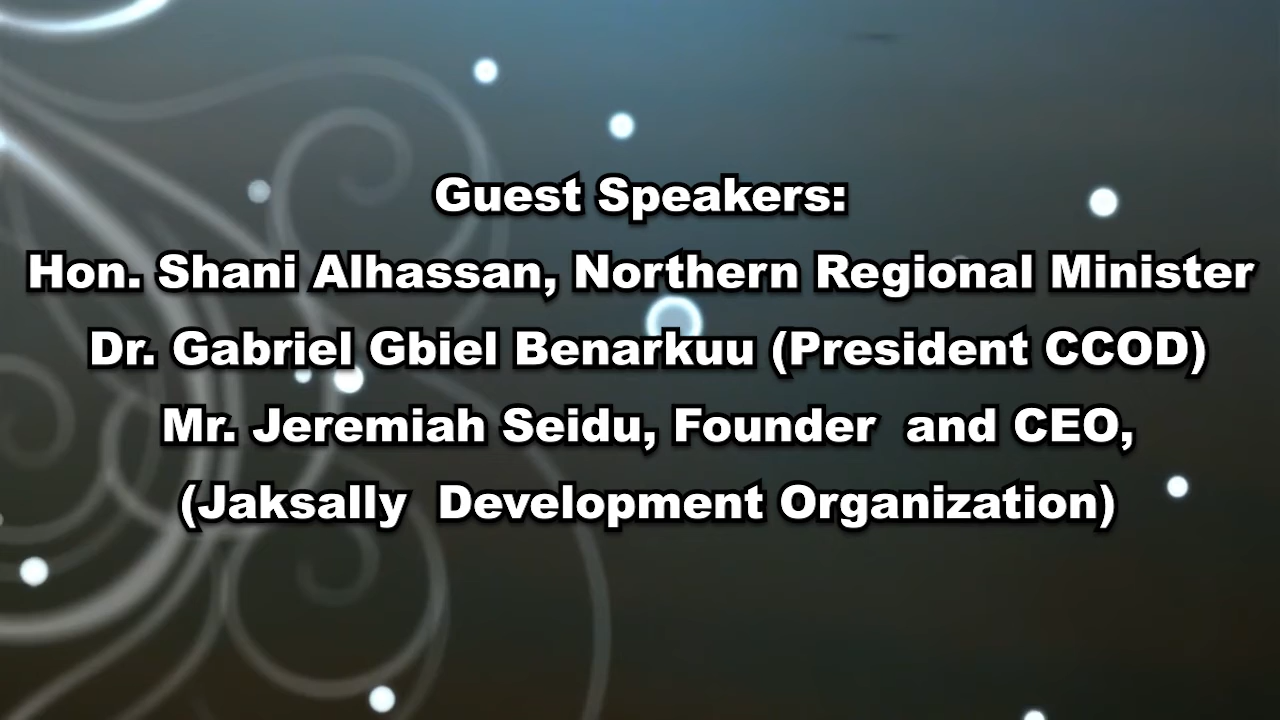 Guest Speakers:
Hon. Shani Alhassan, Northern Regional Minister
Dr. Gabriel Gbiel Benarkuu (President CCOD)
Mr. Jeremiah Seidu, Founder  and CEO,
(Jaksally  Development Organization)